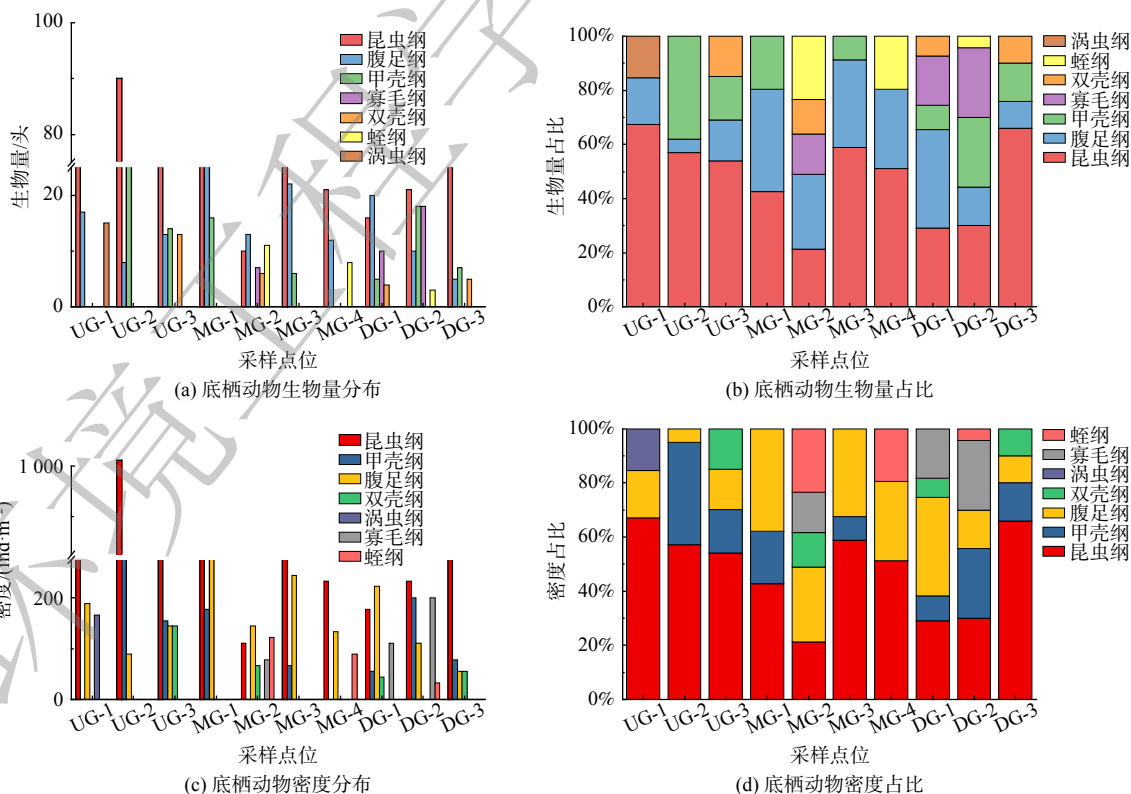 100
80
20
0
生物量/头
昆虫纲
腹足纲
甲壳纲
寡毛纲
双壳纲
蛭纲
涡虫纲
UG-1 UG-2 UG-3 MG-1 MG-2 MG-3 MG-4 DG-1 DG-2 DG-3
采样点位
(a) 底栖动物生物量分布
100%
80%
60%
40%
20%
0%
生物量占比
涡虫纲
蛭纲
双壳纲
寡毛纲
甲壳纲
腹足纲
昆虫纲
UG-1 UG-2 UG-3 MG-1 MG-2 MG-3 MG-4 DG-1 DG-2 DG-3
采样点位
(b) 底栖动物生物量占比
1 000
200
0
密度/(ind·m⁻²)
昆虫纲
甲壳纲
腹足纲
双壳纲
涡虫纲
寡毛纲
蛭纲
UG-1 UG-2 UG-3 MG-1 MG-2 MG-3 MG-4 DG-1 DG-2 DG-3
采样点位
(c) 底栖动物密度分布
100%
80%
60%
40%
20%
0%
密度占比
蛭纲
寡毛纲
涡虫纲
双壳纲
腹足纲
甲壳纲
昆虫纲
UG-1 UG-2 UG-3 MG-1 MG-2 MG-3 MG-4 DG-1 DG-2 DG-3
采样点位
(d) 底栖动物密度占比
环境工程学